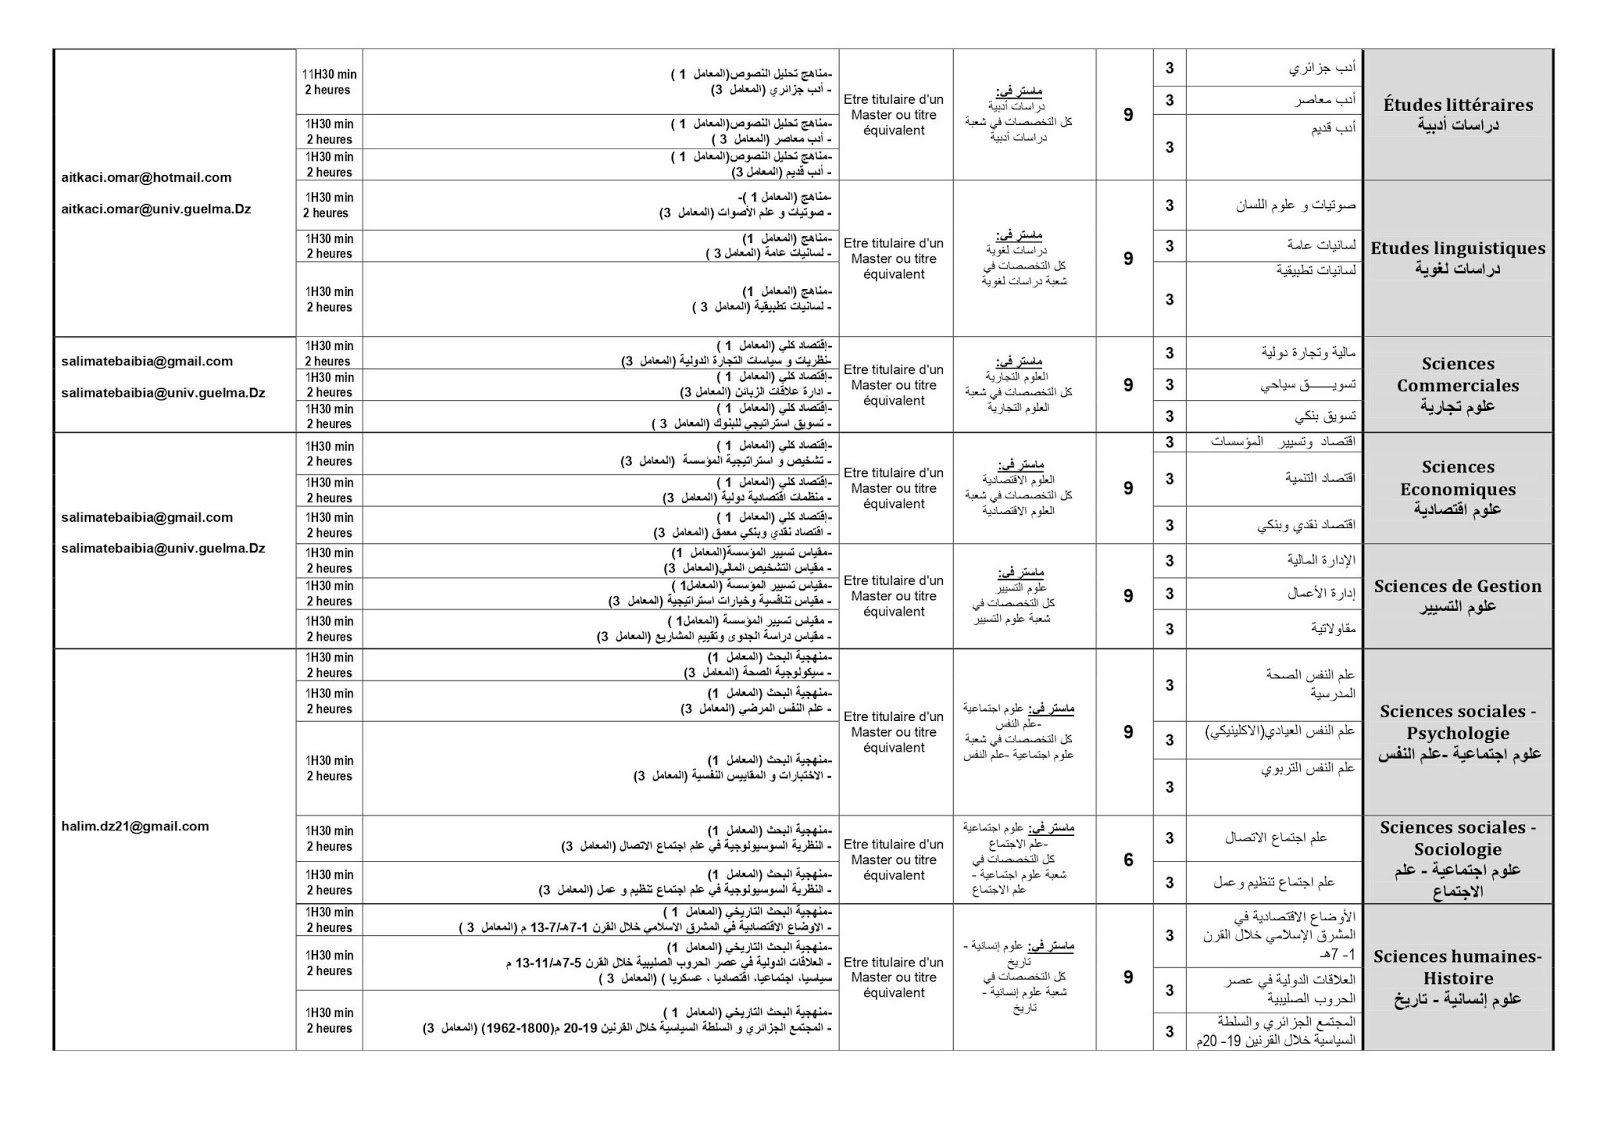 Études littéraires
دراسات أدبية
أدب جزائري
3
أدب معاصر
3
أدب قديم
3
9
ماستر في:
دراسات أدبية
كل التخصصات في شعبة
دراسات أدبية
Etre titulaire d'un
Master ou titre
équivalent
-مناهج تحليل النصوص(المعامل 1 )
- أدب جزائري (المعامل 3)
11H30 min
2 heures
-مناهج تحليل النصوص(المعامل 1 )
- أدب معاصر (المعامل 3 )
1H30 min
2 heures
-مناهج تحليل النصوص(المعامل 1 )
- أدب قديم (المعامل 3)
1H30 min
2 heures
aitkaci.omar@hotmail.com
aitkaci.omar@univ.guelma.Dz
Etudes linguistiques
دراسات لغوية
صوتيات و علوم اللسان
3
لسانيات عامة
3
لسانيات تطبيقية
3
9
ماستر في:
دراسات لغوية
كل التخصصات في
شعبة دراسات لغوية
Etre titulaire d'un
Master ou titre
équivalent
-مناهج (المعامل 1 )-
- صوتيات و علم الأصوات (المعامل 3)
1H30 min
2 heures
-مناهج (المعامل 1)
- لسانيات عامة (المعامل 3 )
1H30 min
2 heures
-مناهج (المعامل 1)
- لسانيات تطبيقية (المعامل 3 )
1H30 min
2 heures
Sciences
Commerciales
علوم تجارية
مالية وتجارة دولية
3
تسويــــــق سياحي
3
تسويق بنكي
3
9
ماستر في:
العلوم التجارية
كل التخصصات في شعبة
العلوم التجارية
Etre titulaire d'un
Master ou titre
équivalent
-إقتصاد كلي (المعامل 1 )
-نظريات و سياسات التجارة الدولية (المعامل 3)
1H30 min
2 heures
-إقتصاد كلي (المعامل 1 )
- ادارة علاقات الزبائن (المعامل 3)
1H30 min
2 heures
-إقتصاد كلي (المعامل 1 )
- تسويق استراتيجي للبنوك (المعامل 3 )
1H30 min
2 heures
salimatebaibia@gmail.com
salimatebaibia@univ.guelma.Dz
Sciences
Economiques
علوم اقتصادية
اقتصاد وتسيير المؤسسات
3
اقتصاد التنمية
3
اقتصاد نقدي وبنكي
3
9
ماستر في:
العلوم الاقتصادية
كل التخصصات في شعبة
العلوم الاقتصادية
Etre titulaire d'un
Master ou titre
équivalent
-إقتصاد كلي (المعامل 1 )
- تشخيص و استراتيجية المؤسسة (المعامل 3)
1H30 min
2 heures
-إقتصاد كلي (المعامل 1 )
- منظمات اقتصادية دولية (المعامل 3)
1H30 min
2 heures
-إقتصاد كلي (المعامل 1 )
- اقتصاد نقدي وبنكي معمق (المعامل 3)
1H30 min
2 heures
salimatebaibia@gmail.com
salimatebaibia@univ.guelma.Dz
Sciences de Gestion
علوم التسيير
الإدارة المالية
3
إدارة الأعمال
3
مقاولاتية
3
9
ماستر في:
علوم التسيير
كل التخصصات في
شعبة علوم التسيير
Etre titulaire d'un
Master ou titre
équivalent
-مقياس تسيير المؤسسة(المعامل 1)
- مقياس التشخيص المالي(المعامل 3)
1H30 min
2 heures
-مقياس تسيير المؤسسة (المعامل1 )
- مقياس تنافسية وخيارات استراتيجية (المعامل 3)
1H30 min
2 heures
- مقياس تسيير المؤسسة (المعامل1 )
- مقياس دراسة الجدوى وتقييم المشاريع (المعامل 3)
1H30 min
2 heures
Sciences sociales -
Psychologie
علوم اجتماعية -علم النفس
علم النفس الصحة
المدرسية
3
علم النفس العيادي(الاكلينيكي)
3
علم النفس التربوي
3
9
ماستر في: علوم اجتماعية
-علم النفس
كل التخصصات في شعبة
علوم اجتماعية -علم النفس
Etre titulaire d'un
Master ou titre
équivalent
-منهجية البحث (المعامل 1)
- سيكولوجية الصحة (المعامل 3)
1H30 min
2 heures
-منهجية البحث (المعامل 1)
- علم النفس المرضي (المعامل 3)
1H30 min
2 heures
-منهجية البحث (المعامل 1)
- الاختبارات و المقاييس النفسية (المعامل 3)
1H30 min
2 heures
halim.dz21@gmail.com
Sciences sociales -
Sociologie
علوم اجتماعية - علم
الاجتماع
علم اجتماع الاتصال
3
علم اجتماع تنظيم وعمل
3
6
ماستر في: علوم اجتماعية
-علم الاجتماع
كل التخصصات في
شعبة علوم اجتماعية -
علم الاجتماع
Etre titulaire d'un
Master ou titre
équivalent
-منهجية البحث (المعامل 1)
- النظرية السوسيولوجية في علم اجتماع الاتصال (المعامل 3)
1H30 min
2 heures
-منهجية البحث (المعامل 1)
- النظرية السوسيولوجية في علم اجتماع تنظيم و عمل (المعامل 3)
1H30 min
2 heures
Sciences humaines-
Histoire
علوم إنسانية - تاريخ
الأوضاع الاقتصادية في
المشرق الإسلامي خلال القرن
1- 7هـ
3
العلاقات الدولية في عصر
الحروب الصليبية
3
المجتمع الجزائري والسلطة
السياسية خلال القرنين 19- 20م
3
9
ماستر في: علوم إنسانية -
تاريخ
كل التخصصات في
شعبة علوم إنسانية -
تاريخ
Etre titulaire d'un
Master ou titre
équivalent
-منهجية البحث التاريخي (المعامل 1 )
- الاوضاع الاقتصادية في المشرق الاسلامي خلال القرن 1-7هـ/7-13 م (المعامل 3 )
1H30 min
2 heures
-منهجية البحث التاريخي (المعامل 1)
- العلاقات الدولية في عصر الحروب الصليبية خلال القرن 5-7هـ/11-13 م
سياسيا، اجتماعيا، اقتصاديا ، عسكريا ) (المعامل 3 )
1H30 min
2 heures
-منهجية البحث التاريخي (المعامل 1 )
- المجتمع الجزائري و السلطة السياسية خلال القرنين 19-20 م(1800-1962) (المعامل 3)
1H30 min
2 heures